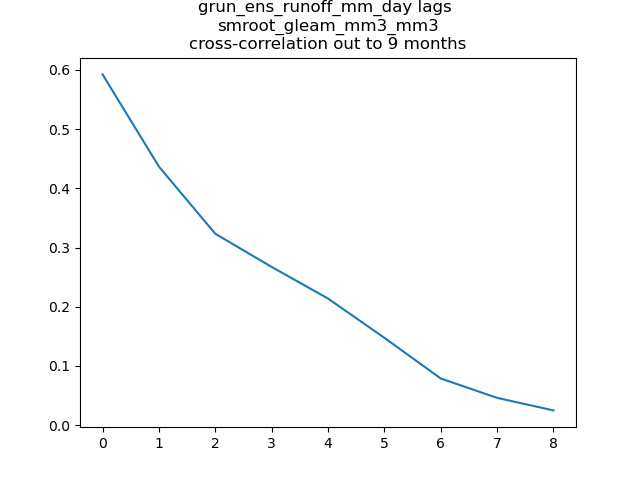 grun_ens_runoff_mm_day lags
smroot_gleam_mm3_mm3
cross-correlation out to 9 months
0.6
0.5
0.4
0.3
0.2
0.1
0.0
0 1 2 3 4 5 6 7 8